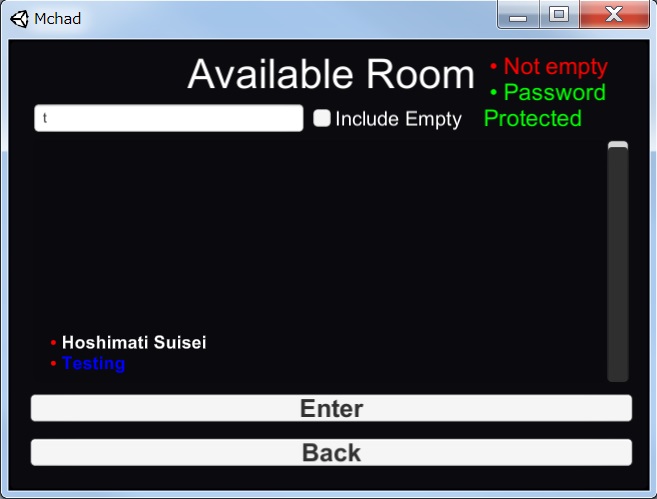 Mchad
Available Room
• Not empty
• Password
Protected
t
Include Empty
• Hoshimati Suisei
• Testing
Enter
Back